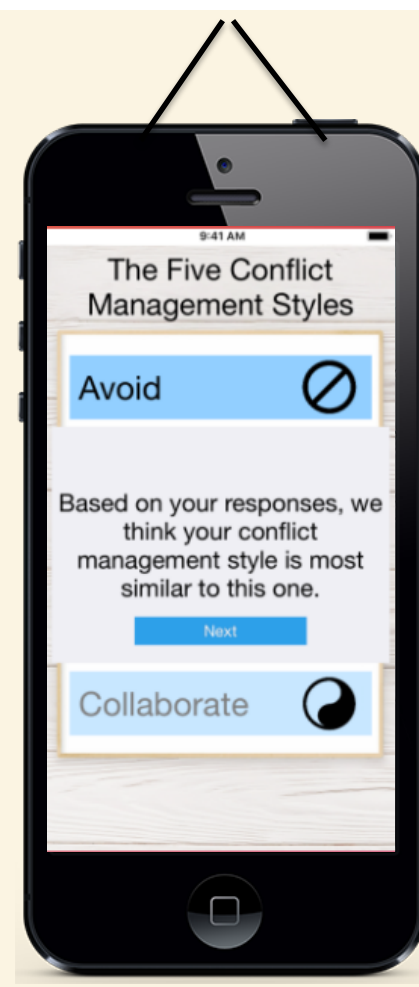 9:41 AM
The Five Conflict
Management Styles
Avoid
Based on your responses, we
think your conflict
management style is most
similar to this one.
Next
Collaborate